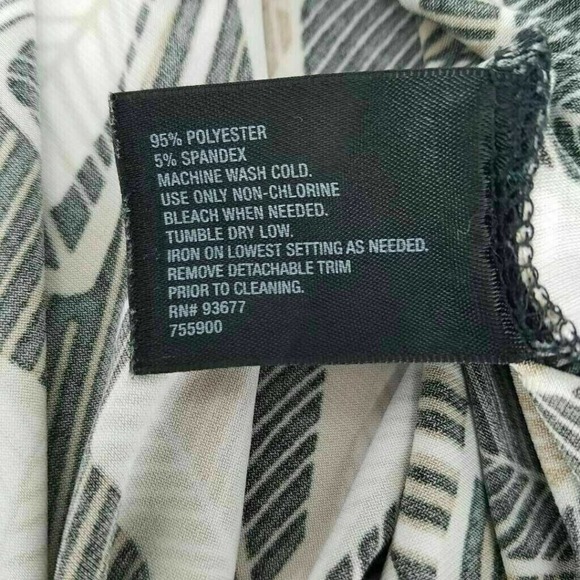 95% POLYESTER
5% SPANDEX
MACHINE WASH COLD.
USE ONLY NON-CHLORINE
BLEACH WHEN NEEDED.
TUMBLE DRY LOW.
IRON ON LOWEST SETTING AS NEEDED.
REMOVE DETACHABLE TRIM
PRIOR TO CLEANING.
RN# 93677
755900